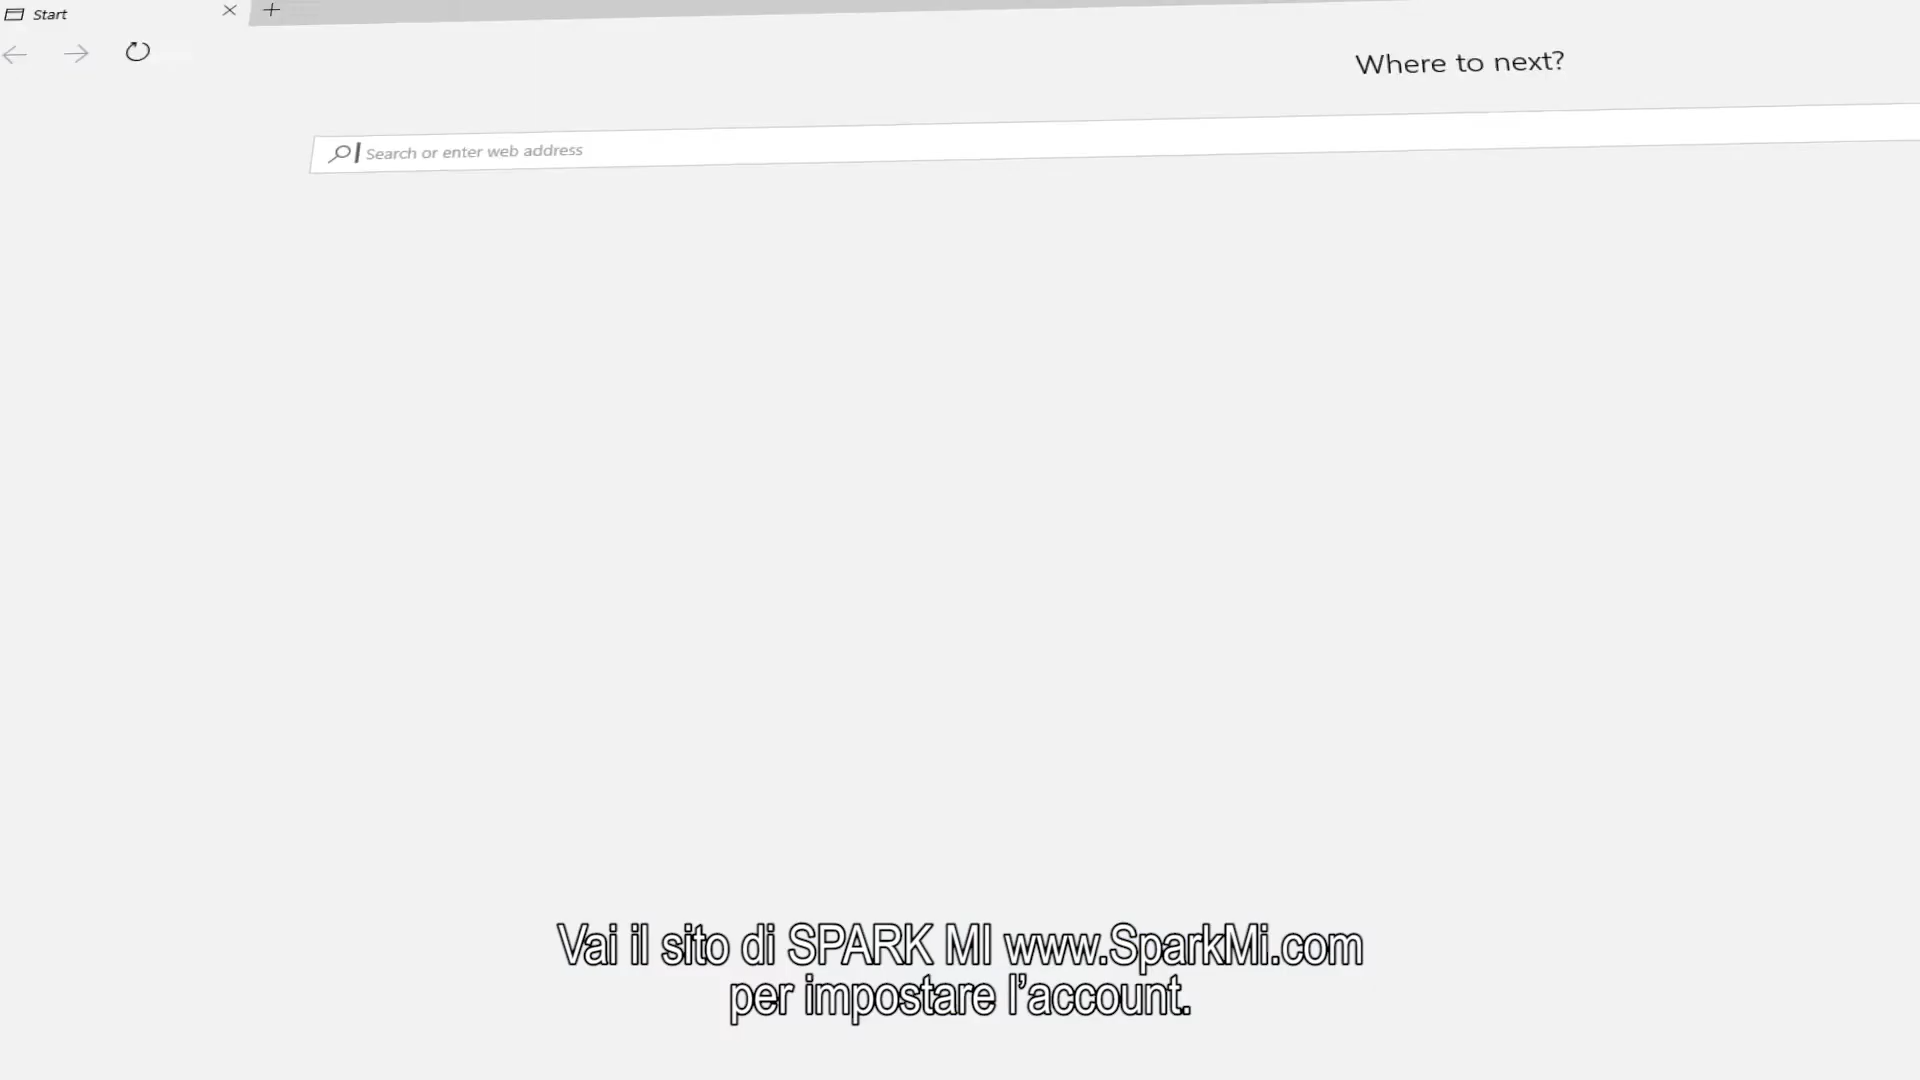 Start
Where to next?
Search or enter web address
Vai il sito di SPARK MI www.SparkMi.com
per impostare l'account.